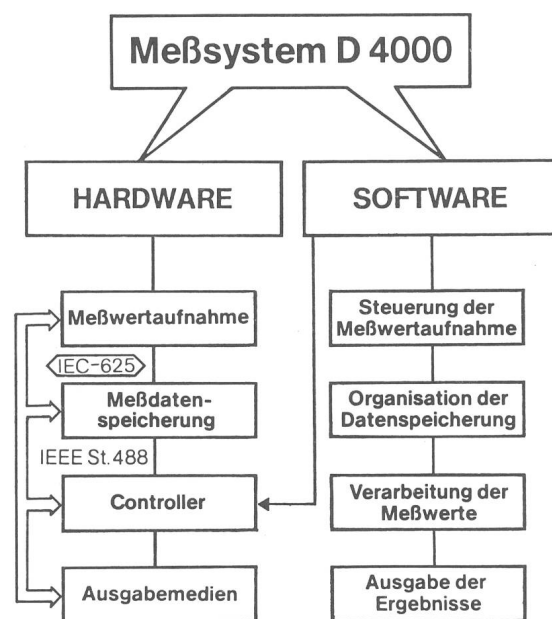 Meßsystem D 4000
HARDWARE
Meßwertaufnahme
IEC-625
Meßdaten-
speicherung
IEEE St. 488
Controller
Ausgabemedien
SOFTWARE
Steuerung der
Meßwertaufnahme
Organisation der
Datenspeicherung
Verarbeitung der
Meßwerte
Ausgabe der
Ergebnisse